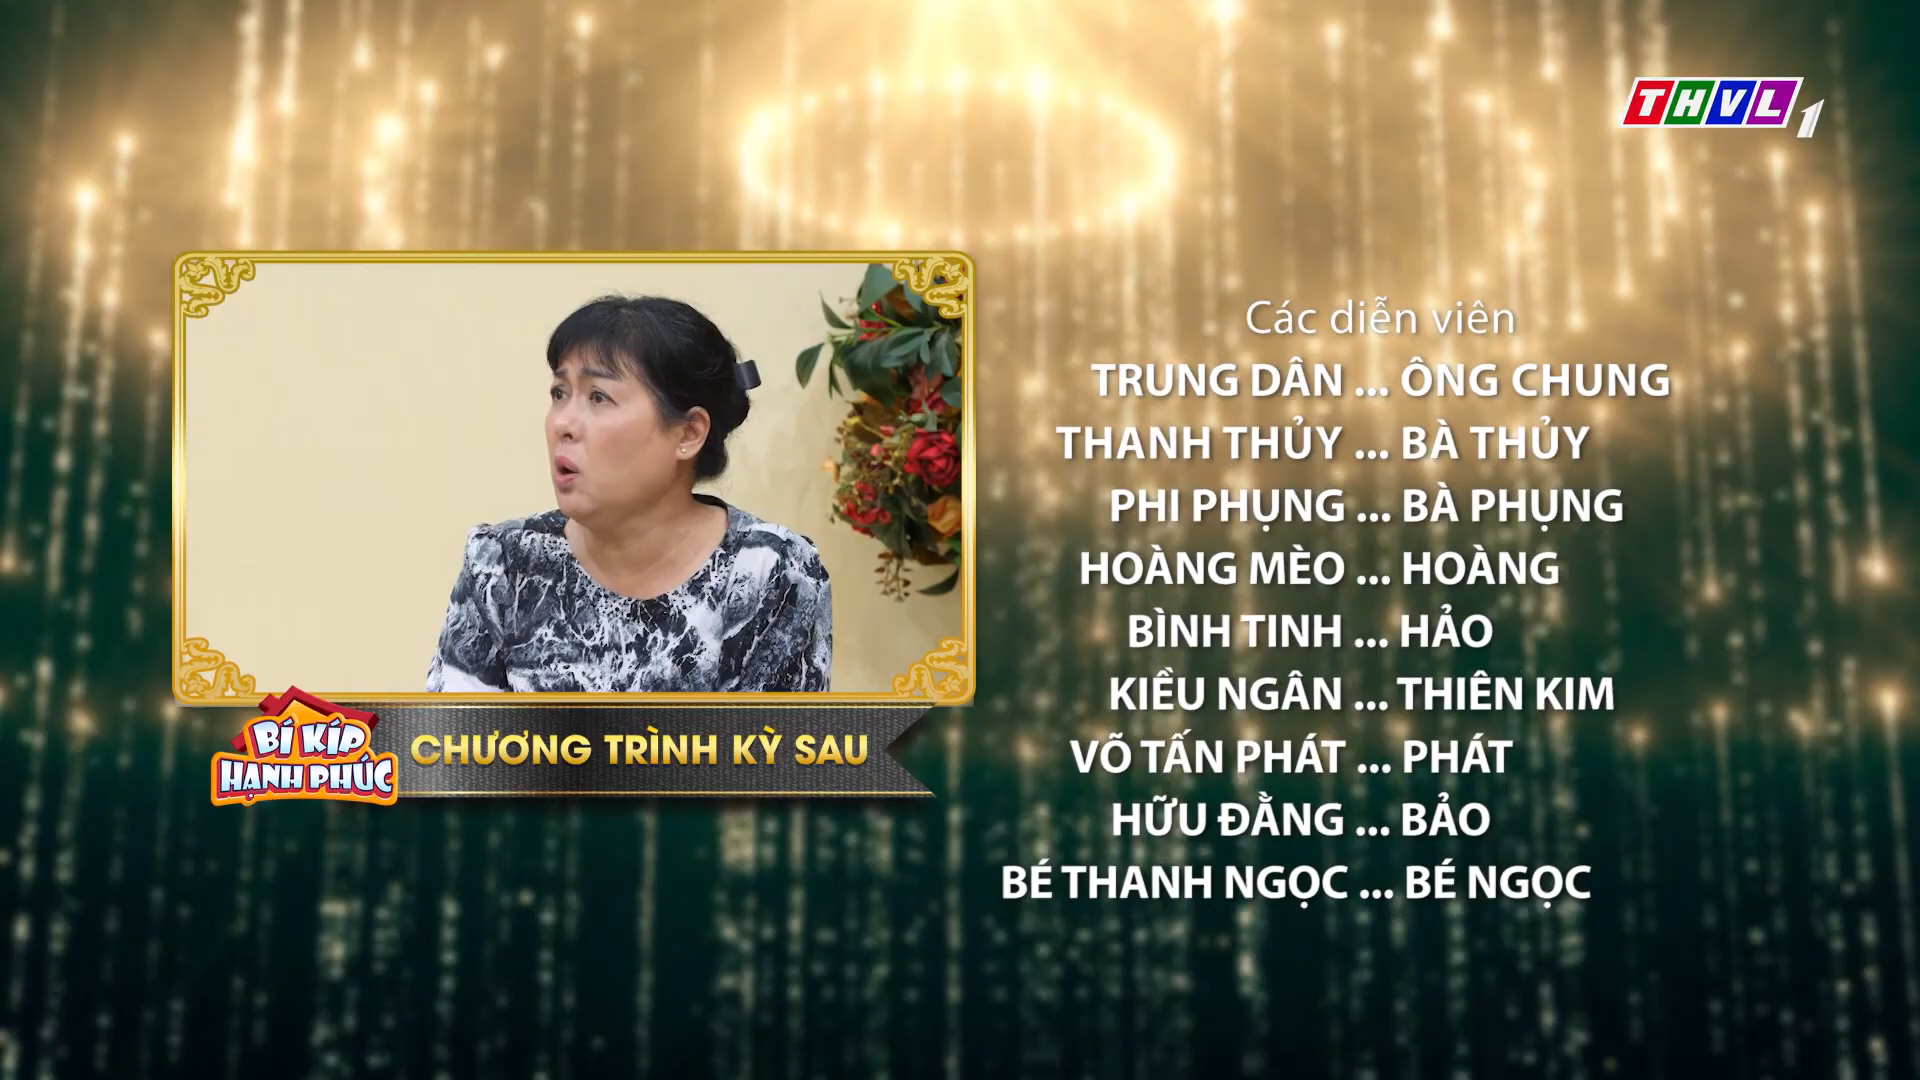 THVL 1
Các diễn viên
TRUNG DÂN ... ÔNG CHUNG
THANH THỦY ... BÀ THỦY
PHI PHỤNG ... BÀ PHỤNG
HOÀNG MÈO ... HOÀNG
BÌNH TINH ... HẢO
KIỀU NGÂN ... THIÊN KIM
VÕ TẤN PHÁT ... PHÁT
HỮU ĐẰNG ... BẢO
BÉ THANH NGỌC ... BÉ NGỌC
BÍ KÍP
HẠNH PHÚC
CHƯƠNG TRÌNH KỲ SAU